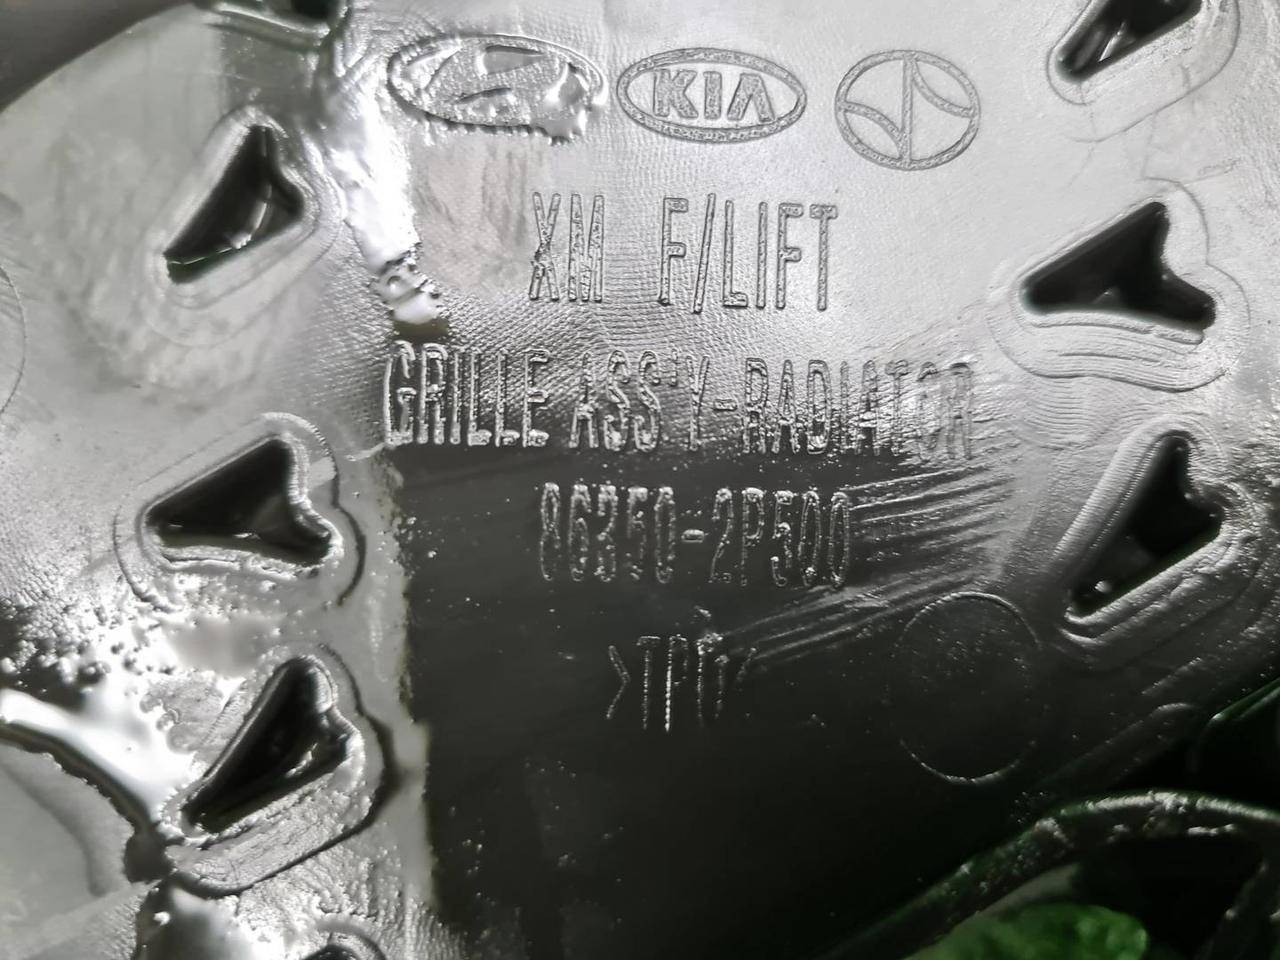 KIA
XM F/LIFT
GRILLE ASS'Y-RADIATOR
86350-2P500
>TPO<